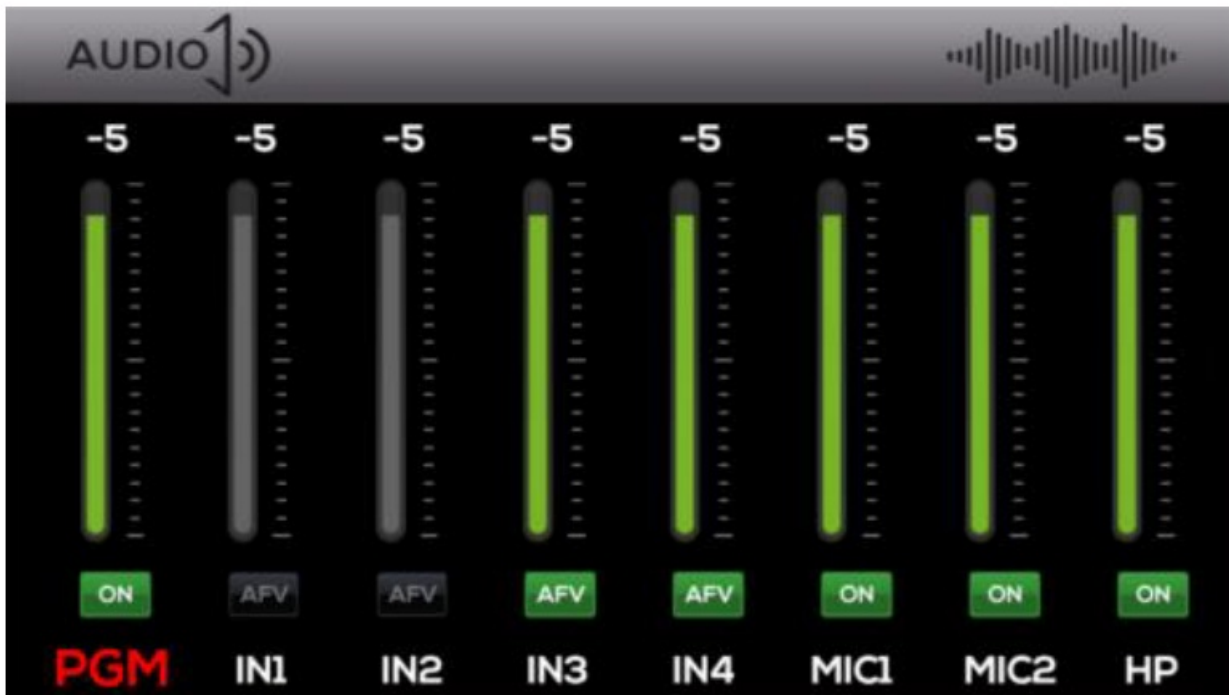 AUDIO
-5 -5 -5 -5 -5 -5 -5 -5
ON AFV AFV AFV AFV ON ON ON
PGM IN1 IN2 IN3 IN4 MIC1 MIC2 HP